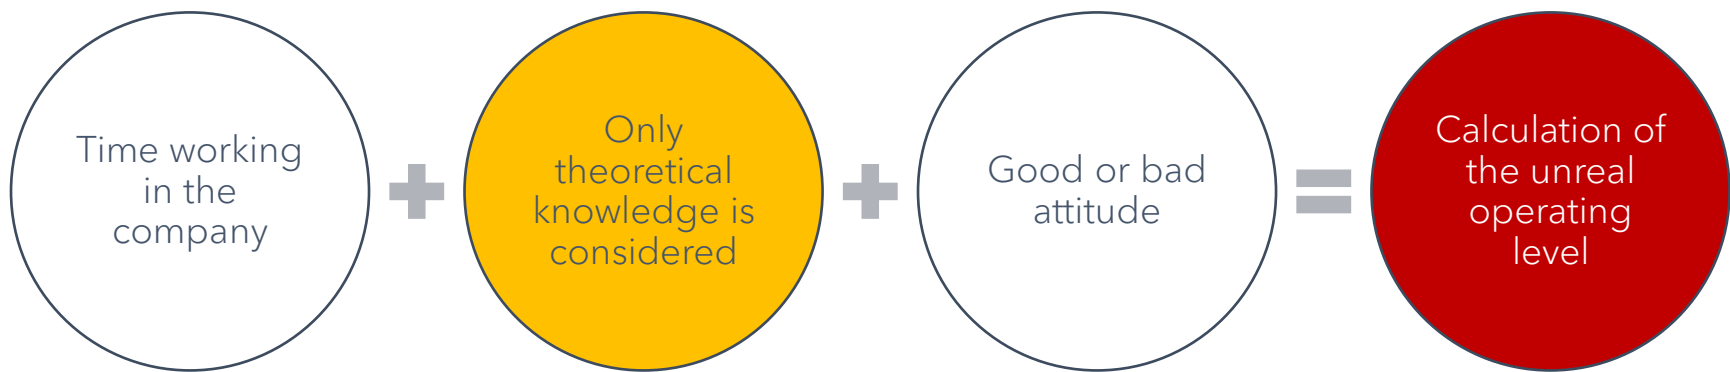 Time working
in the
company
Only
theoretical
knowledge is
considered
Good or bad
attitude
Calculation of
the unreal
operating
level